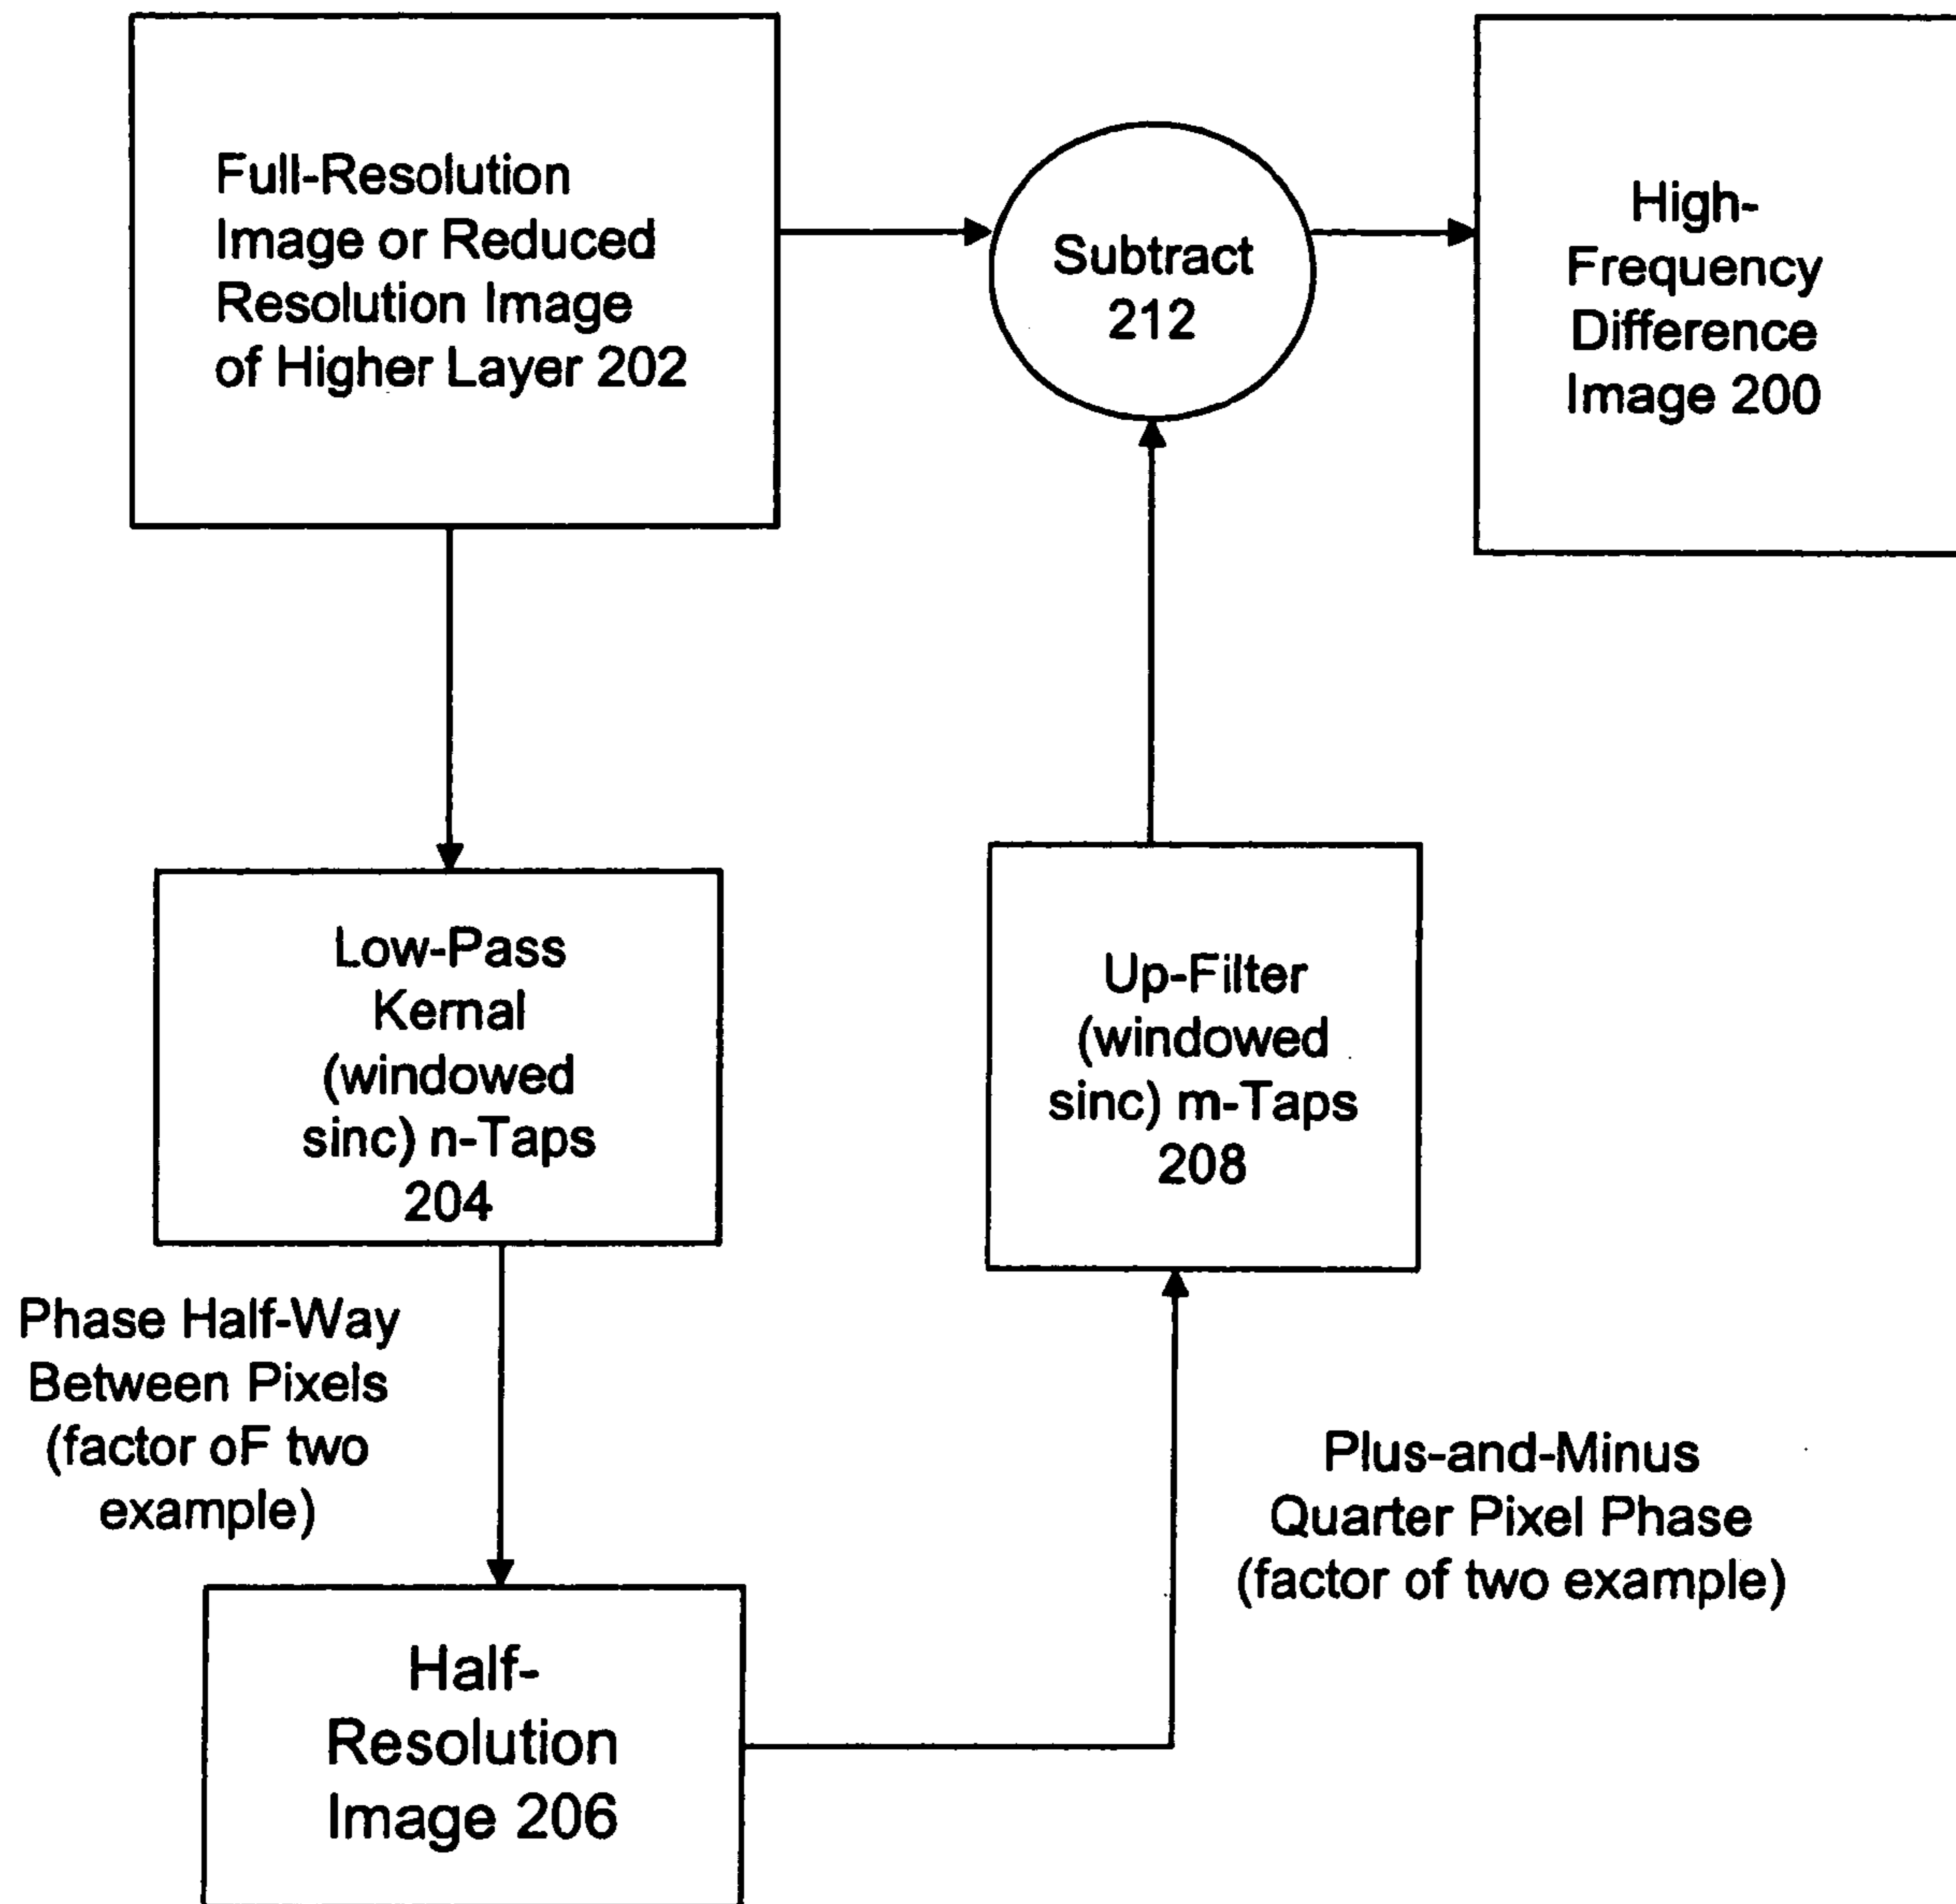 Full-Resolution
Image or Reduced
Resolution Image
of Higher Layer 202
Subtract
212
High-
Frequency
Difference
Image 200
Low-Pass
Kernal
(windowed
sinc) n-Taps
204
Up-Filter
(windowed
sinc) m-Taps
208
Phase Half-Way
Between Pixels
(factor oF two
example)
Plus-and-Minus
Quarter Pixel Phase
(factor of two example)
Half-
Resolution
Image 206